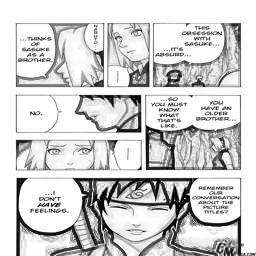 THIS
OBSESSION
WITH
SASUKE...
...IT'S
ABSURD...
NARUTO
...THINKS
OF
SASUKE
AS A
BROTHER.
YOU HAVE
AN OLDER
BROTHER...
...SO
YOU MUST
KNOW
WHAT
THAT'S
LIKE.
NO.
REMEMBER
OUR
CONVERSATION
ABOUT THE
PICTURE
TITLES?
...I
DON'T
HAVE
FEELINGS.